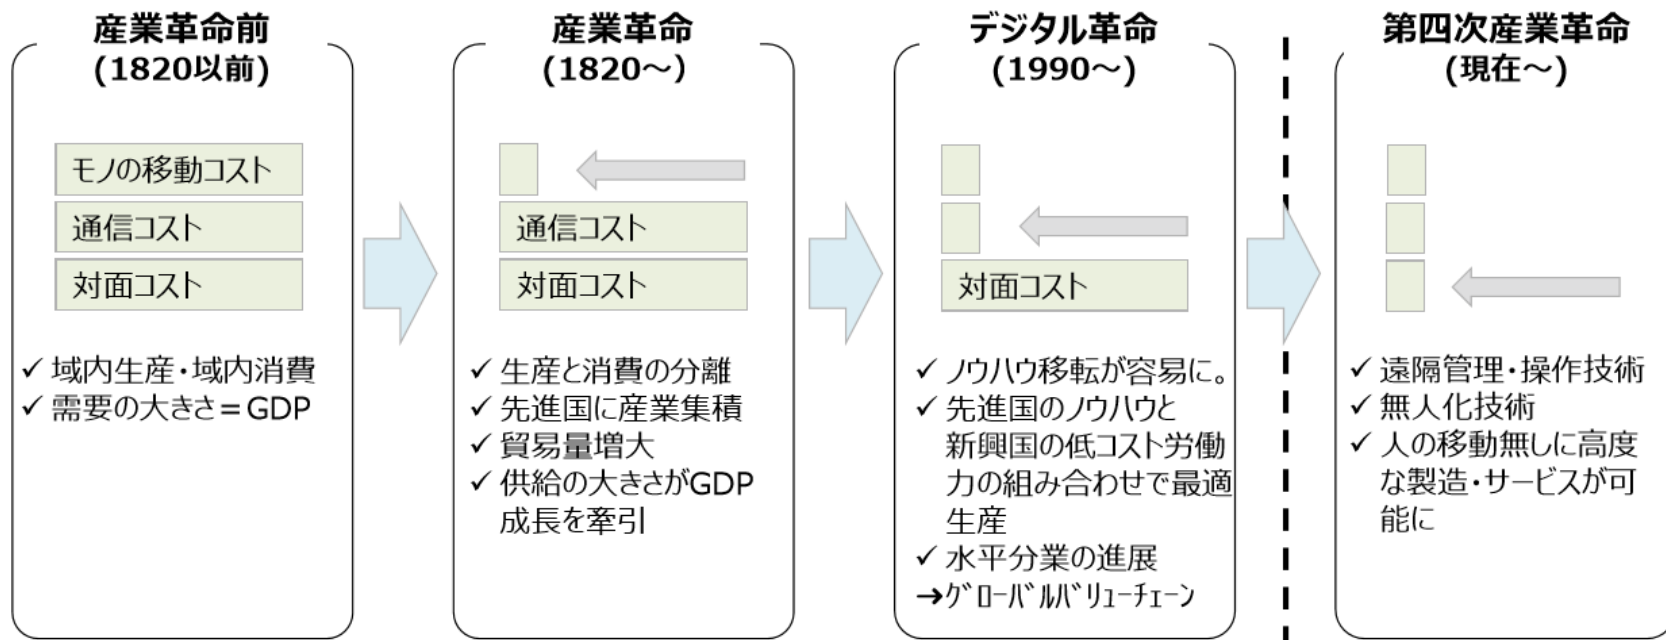 産業革命前
(1820以前)
モノの移動コスト
通信コスト
対面コスト
✓ 域内生産・域内消費
✓ 需要の大きさ＝GDP
産業革命
(1820～)
通信コスト
対面コスト
✓ 生産と消費の分離
✓ 先進国に産業集積
✓ 貿易量増大
✓ 供給の大きさがGDP
成長を牽引
デジタル革命
(1990～)
対面コスト
✓ ノウハウ移転が容易に。
✓ 先進国のノウハウと
新興国の低コスト労働
力の組み合わせで最適
生産
✓ 水平分業の進展
→ｸﾞﾛｰﾊﾞﾙﾊﾞﾘｭｰﾁｪｰﾝ
第四次産業革命
(現在～)
✓ 遠隔管理・操作技術
✓ 無人化技術
✓ 人の移動無しに高度
な製造・サービスが可
能に